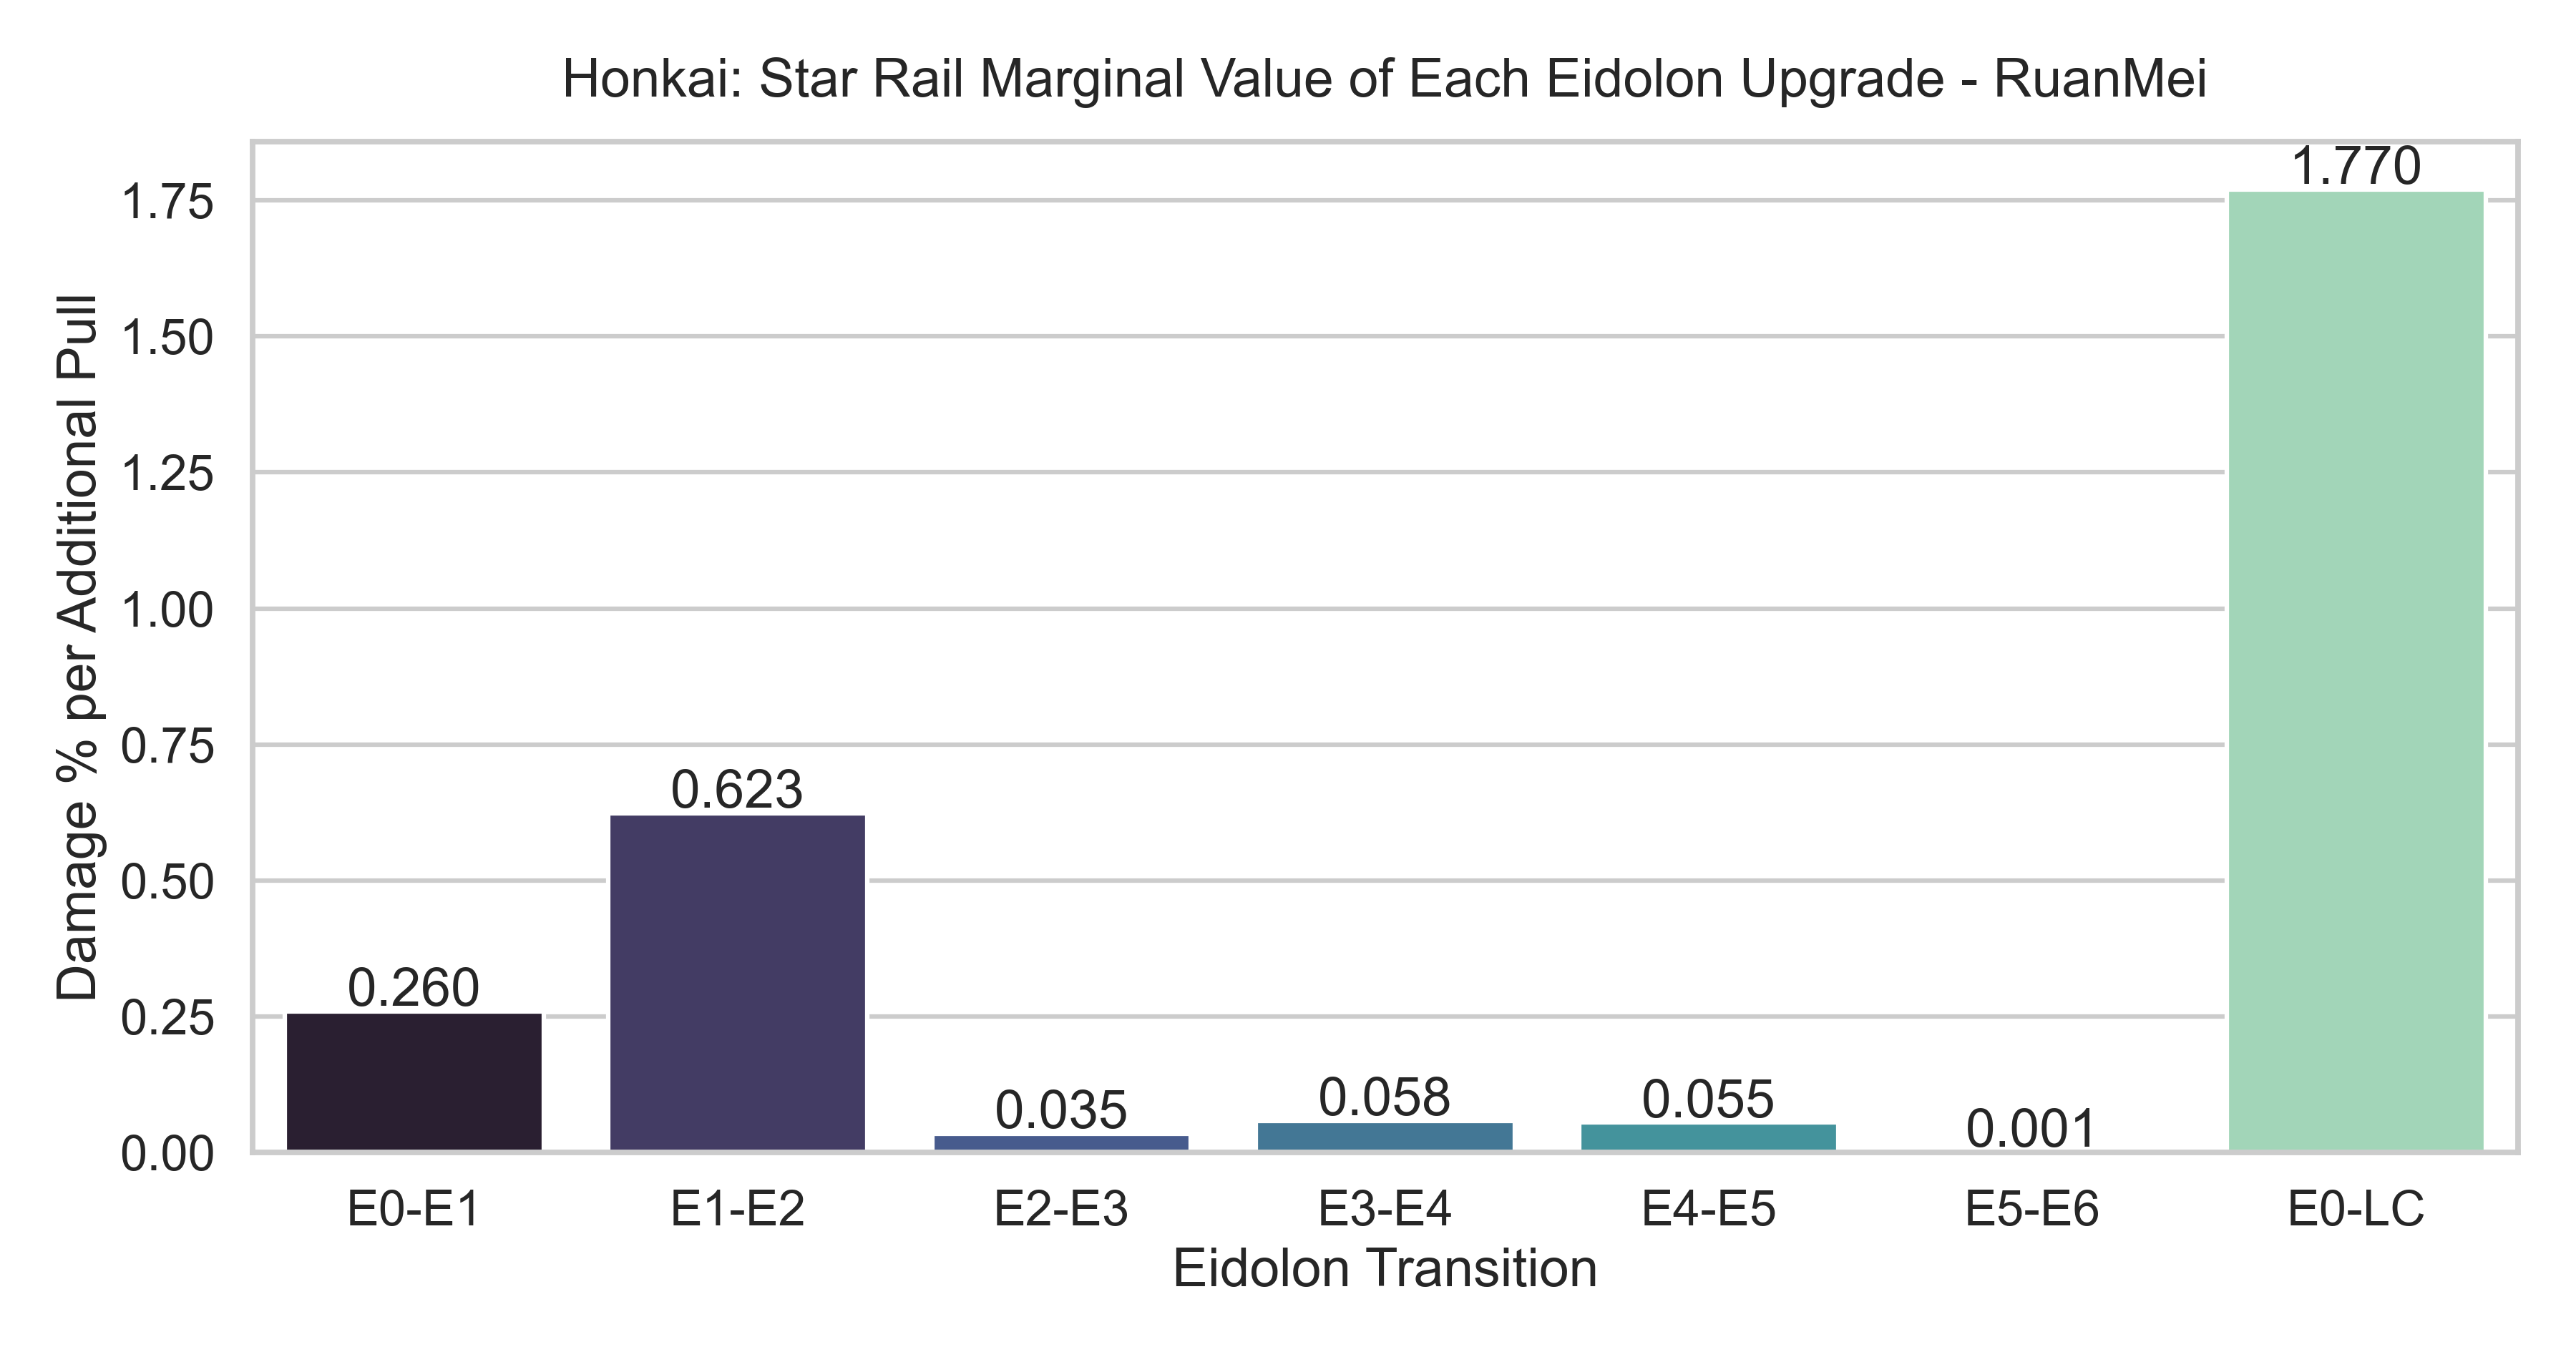 Honkai: Star Rail Marginal Value of Each Eidolon Upgrade - RuanMei
Damage % per Additional Pull
1.75
1.50
1.25
1.00
0.75
0.50
0.25
0.00
0.260
0.623
0.035
0.058
0.055
0.001
1.770
E0-E1
E1-E2
E2-E3
E3-E4
E4-E5
E5-E6
E0-LC
Eidolon Transition